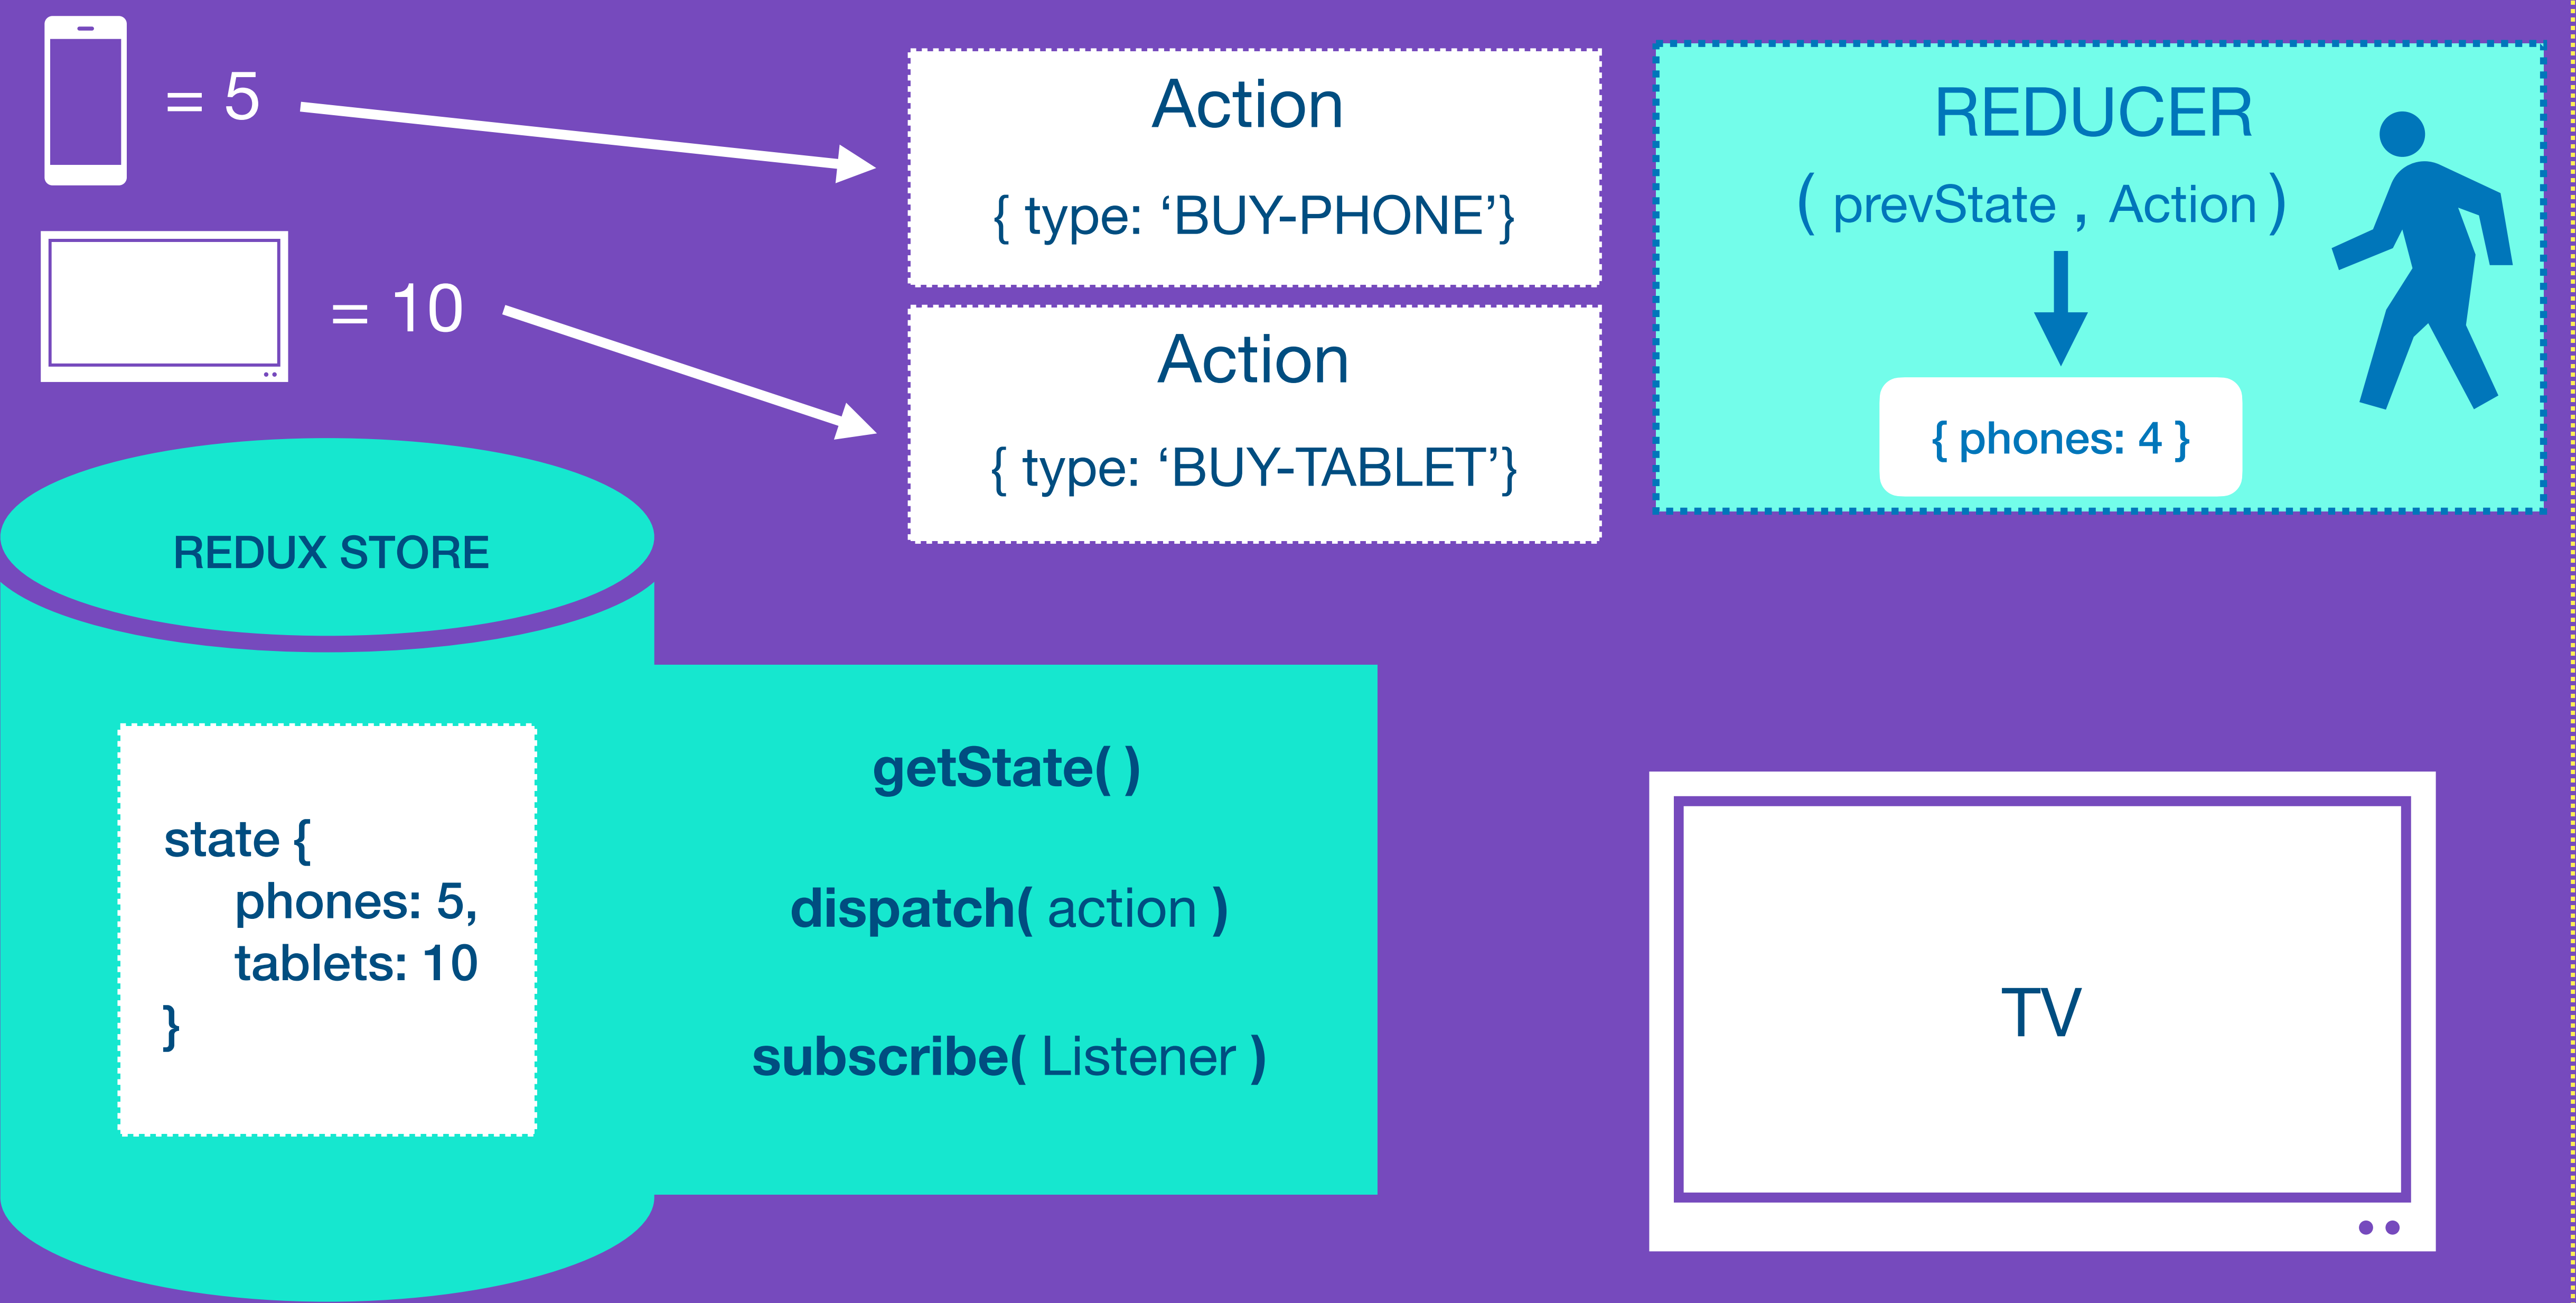 = 5
= 10
Action
{ type: ‘BUY-PHONE’}
Action
{ type: ‘BUY-TABLET’}
REDUCER
( prevState , Action )
{ phones: 4 }
REDUX STORE
state {
phones: 5,
tablets: 10
}
getState( )
dispatch( action )
subscribe( Listener )
TV